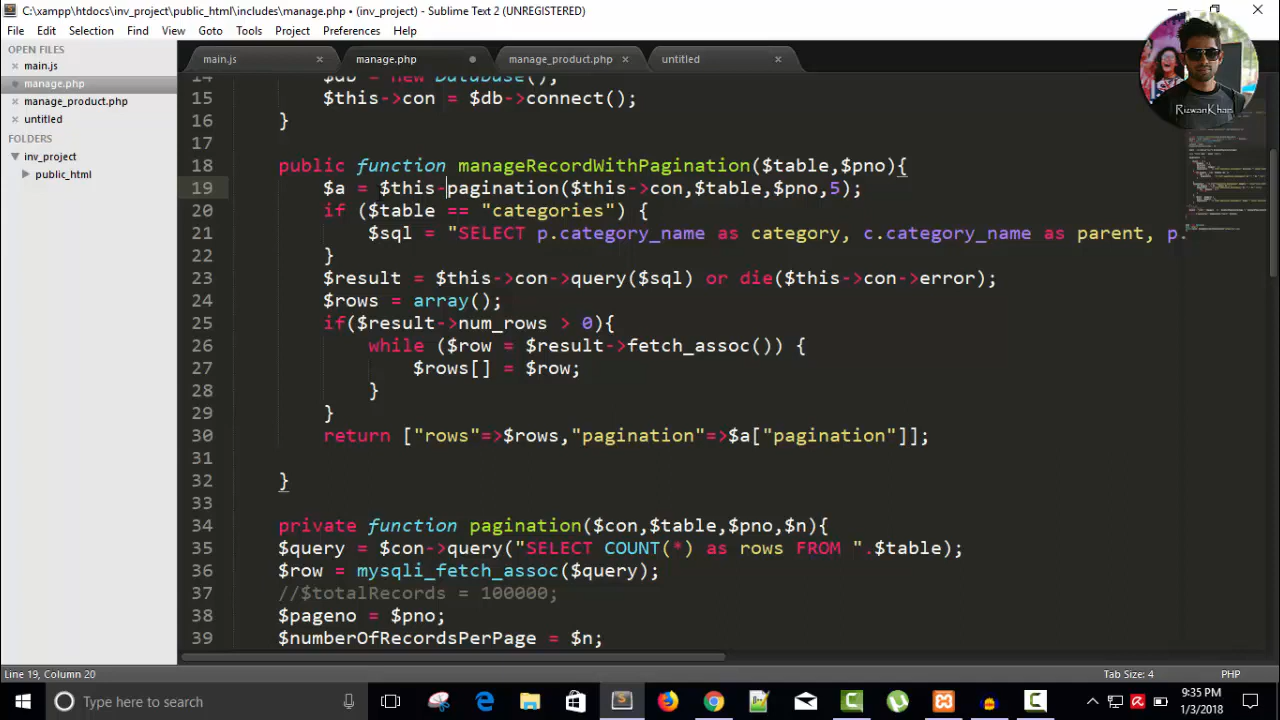 C:\xampp\htdocs\inv_project\public_html\includes\manage.php • (inv_project) - Sublime Text 2 (UNREGISTERED)
File Edit Selection Find View Goto Tools Project Preferences Help
OPEN FILES
main.js
manage.php
manage_product.php
untitled
FOLDERS
inv_project
public_html
main.js × manage.php manage_product.php × untitled ×
14 $db = new DataBase();
15 $this->con = $db->connect();
16 }
17
18 public function manageRecordWithPagination($table,$pno){
19 $a = $this-pagination($this->con,$table,$pno,5);
20 if ($table == "categories") {
21 $sql = "SELECT p.category_name as category, c.category_name as parent, p.
22 }
23 $result = $this->con->query($sql) or die($this->con->error);
24 $rows = array();
25 if($result->num_rows > 0){
26 while ($row = $result->fetch_assoc()) {
27 $rows[] = $row;
28 }
29 }
30 return ["rows"=>$rows,"pagination"=>$a["pagination"]];
31
32 }
33
34 private function pagination($con,$table,$pno,$n){
35 $query = $con->query("SELECT COUNT(*) as rows FROM ".$table);
36 $row = mysqli_fetch_assoc($query);
37 //$totalRecords = 100000;
38 $pageno = $pno;
39 $numberOfRecordsPerPage = $n;
RizwanKhan
Line 19, Column 20 Tab Size: 4 PHP
Type here to search
9:35 PM
1/3/2018